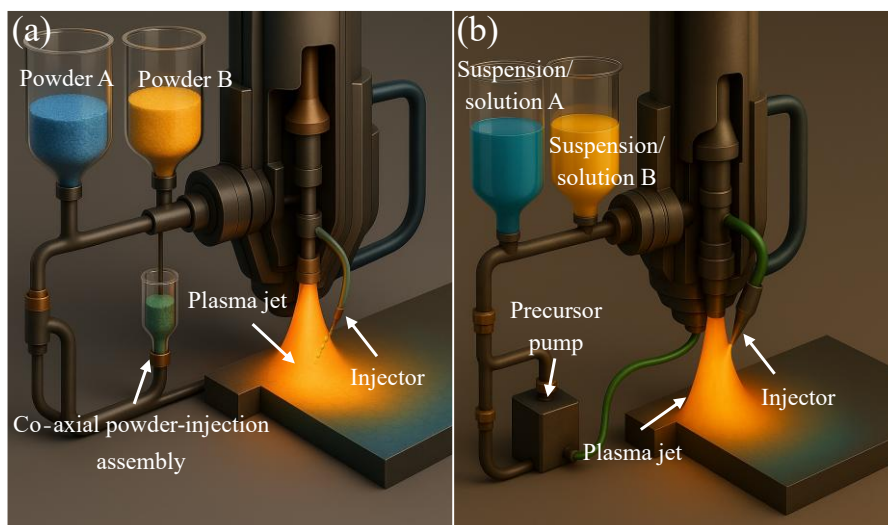 (a)
Powder A
Powder B
Plasma jet
Injector
Co-axial powder-injection
assembly
(b)
Suspension/
solution A
Suspension/
solution B
Precursor
pump
Injector
Plasma jet